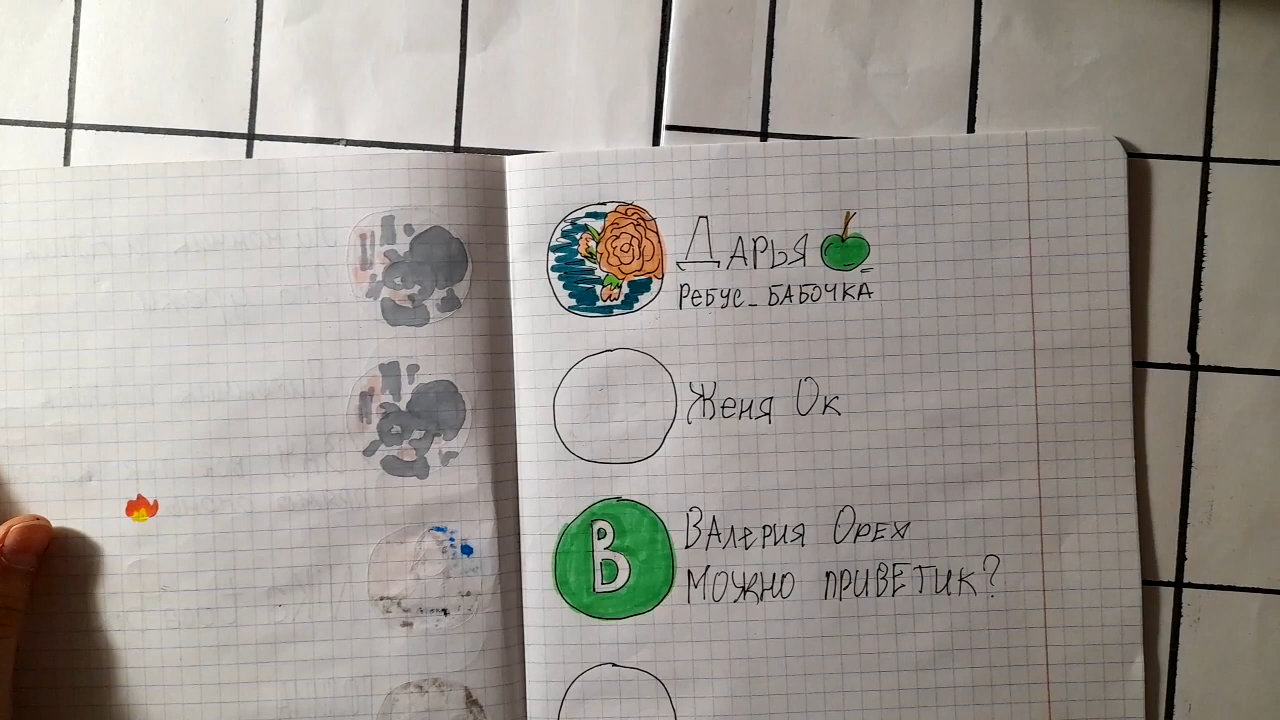 Дарья
РЕБУС_БАБОЧКА
Женя Ок
В
Валерия Орех
можно приветик?